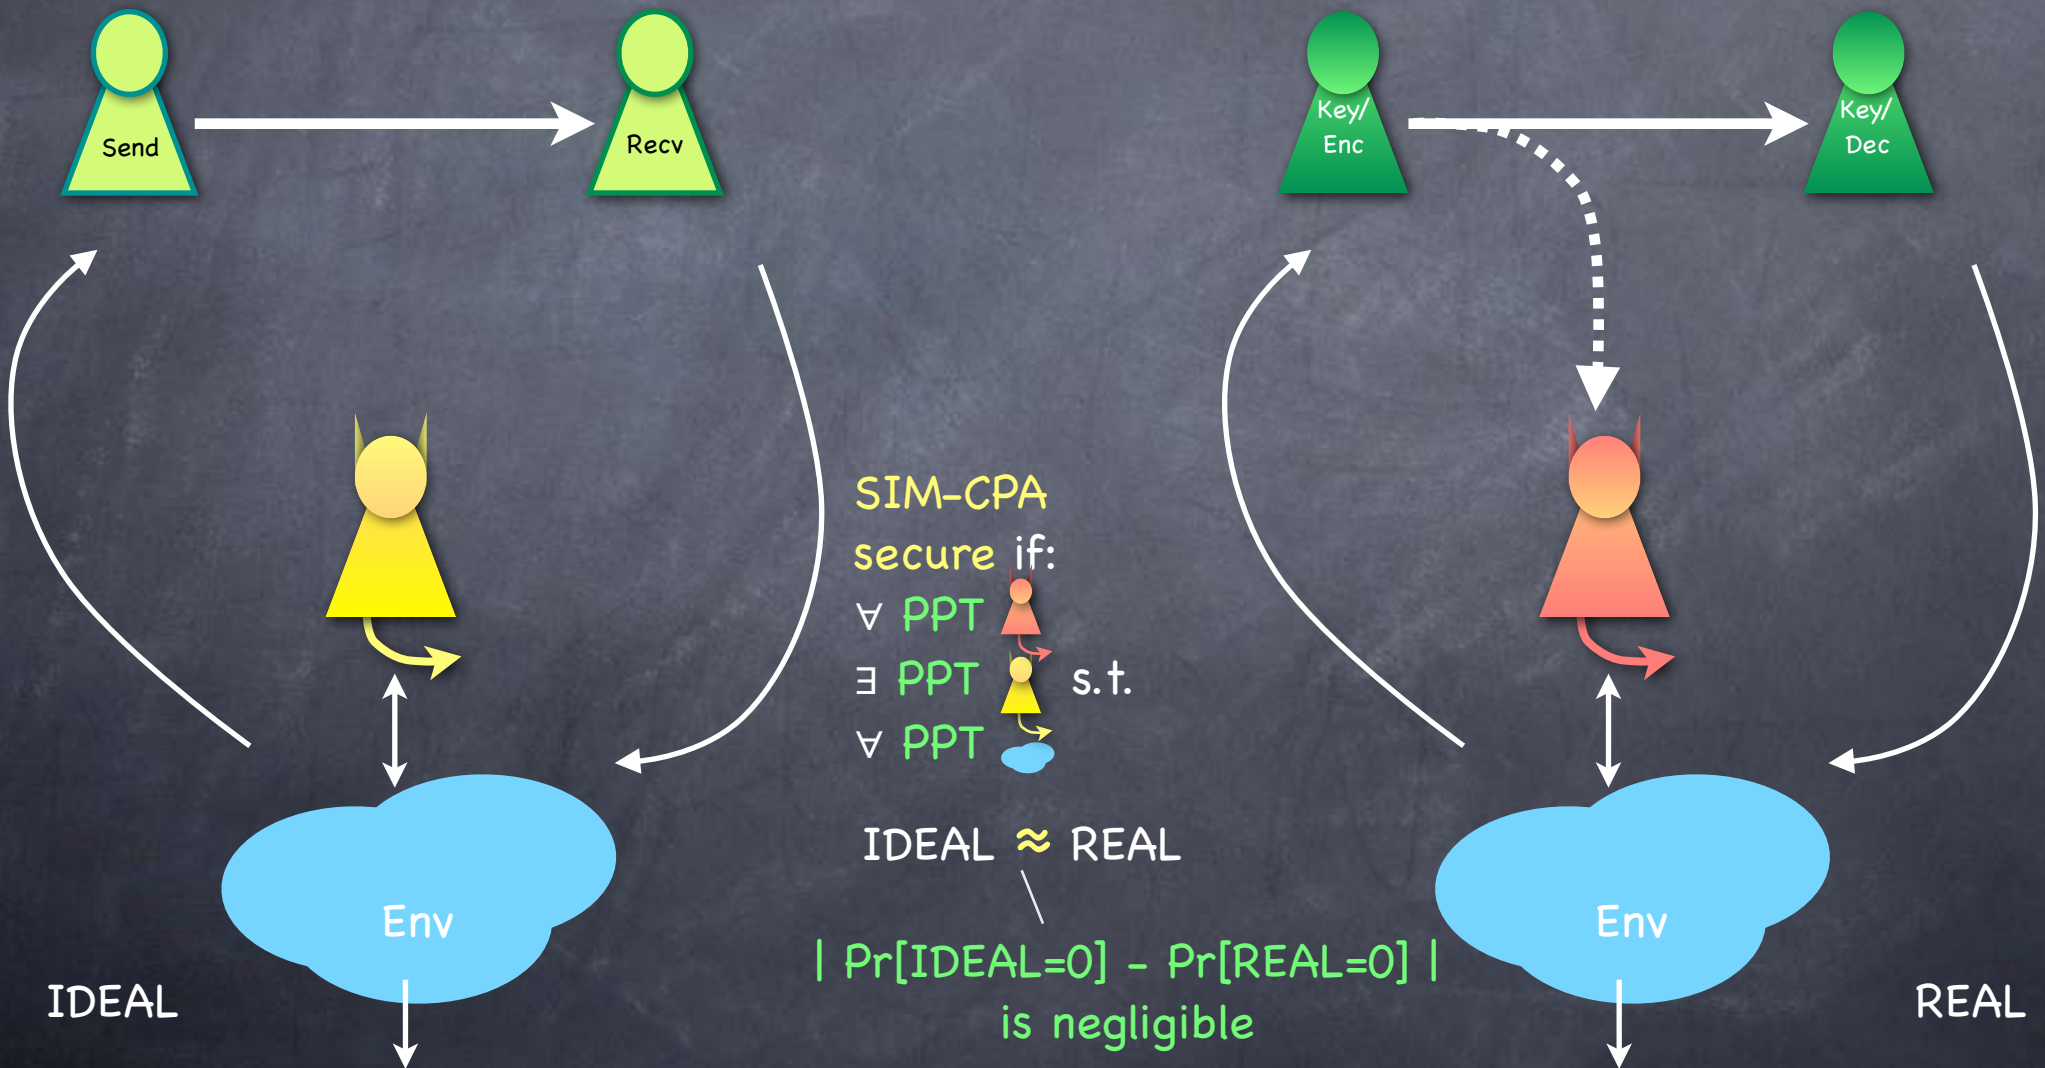 Send
Recv
Key/
Enc
Key/
Dec
SIM-CPA
secure if:
∀ PPT
∃ PPT s.t.
∀ PPT
IDEAL ≈ REAL
Env
Env
| Pr[IDEAL=0] - Pr[REAL=0] |
is negligible
IDEAL
REAL